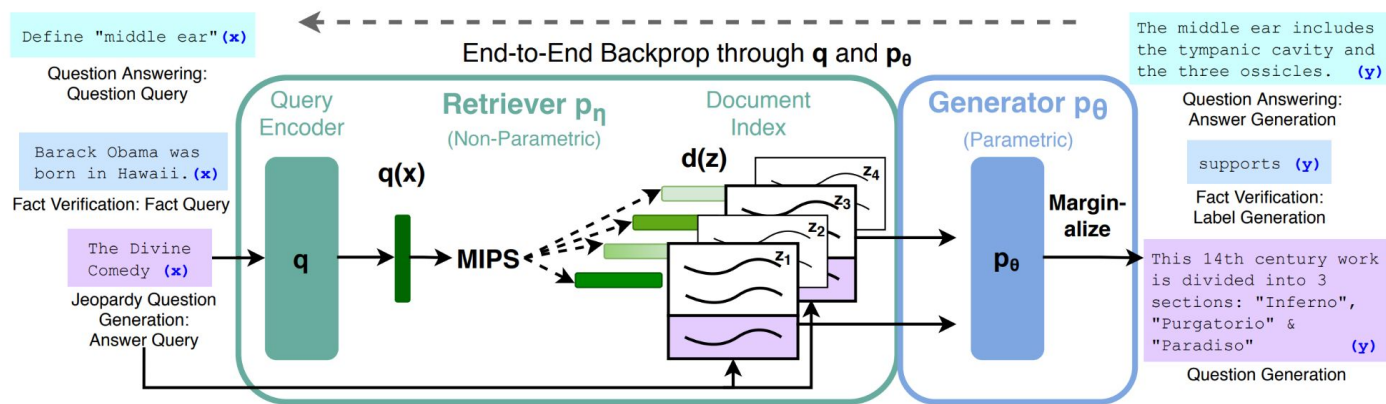 Define "middle ear" (x)
Question Answering:
Question Query
Barack Obama was
born in Hawaii. (x)
Fact Verification: Fact Query
The Divine
Comedy (x)
Jeopardy Question
Generation:
Answer Query
End-to-End Backprop through q and pθ
Query
Encoder
q
q(x)
Retriever pη
(Non-Parametric)
MIPS
Document
Index
d(z)
z4
z3
z2
z1
Generator pθ
(Parametric)
pθ
Margin-
alize
The middle ear includes
the tympanic cavity and
the three ossicles. (y)
Question Answering:
Answer Generation
supports (y)
Fact Verification:
Label Generation
This 14th century work
is divided into 3
sections: "Inferno",
"Purgatorio" &
"Paradiso" (y)
Question Generation